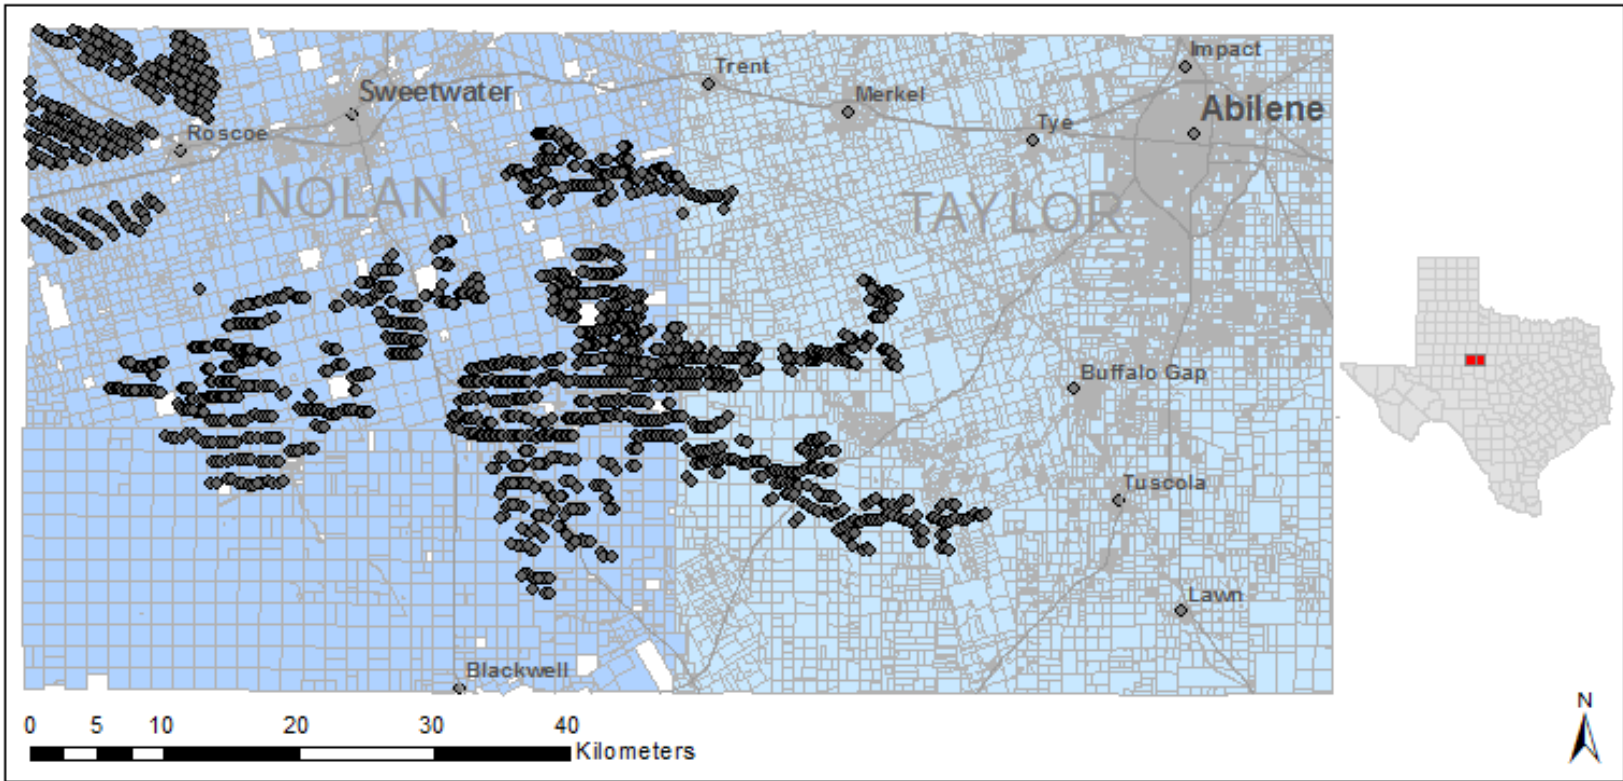 Impact
Trent
Sweetwater
Merkel
Abilene
Roscoe
Tye
NOLAN
TAYLOR
Buffalo Gap
Tuscola
Lawn
Blackwell
0 5 10 20 30 40
Kilometers
N